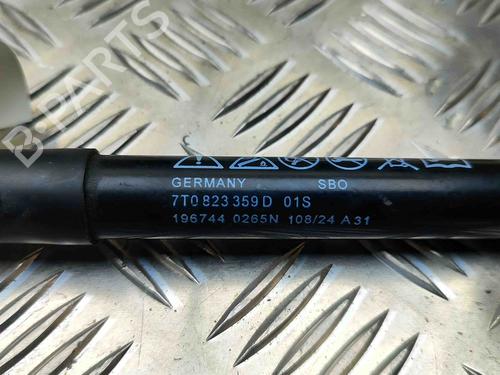 B-PARTS
GERMANY SBO
7T0 823 359 D 01S
196744 0265N 108/24 A31